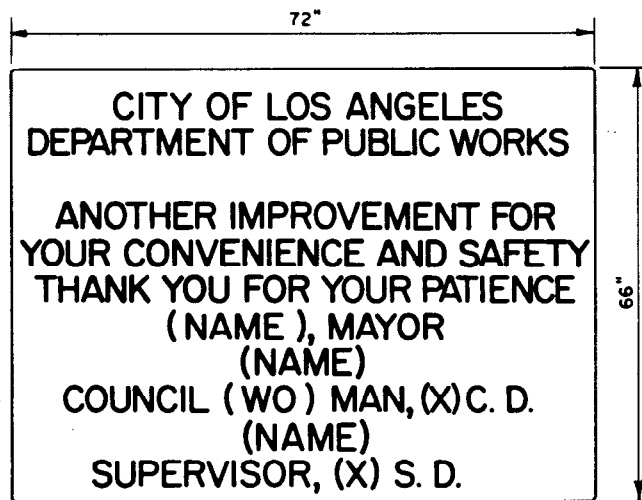 72"
CITY OF LOS ANGELES
DEPARTMENT OF PUBLIC WORKS
ANOTHER IMPROVEMENT FOR
YOUR CONVENIENCE AND SAFETY
THANK YOU FOR YOUR PATIENCE
(NAME ), MAYOR
(NAME)
COUNCIL (WO) MAN, (X) C. D.
(NAME)
SUPERVISOR, (X) S. D.
66"